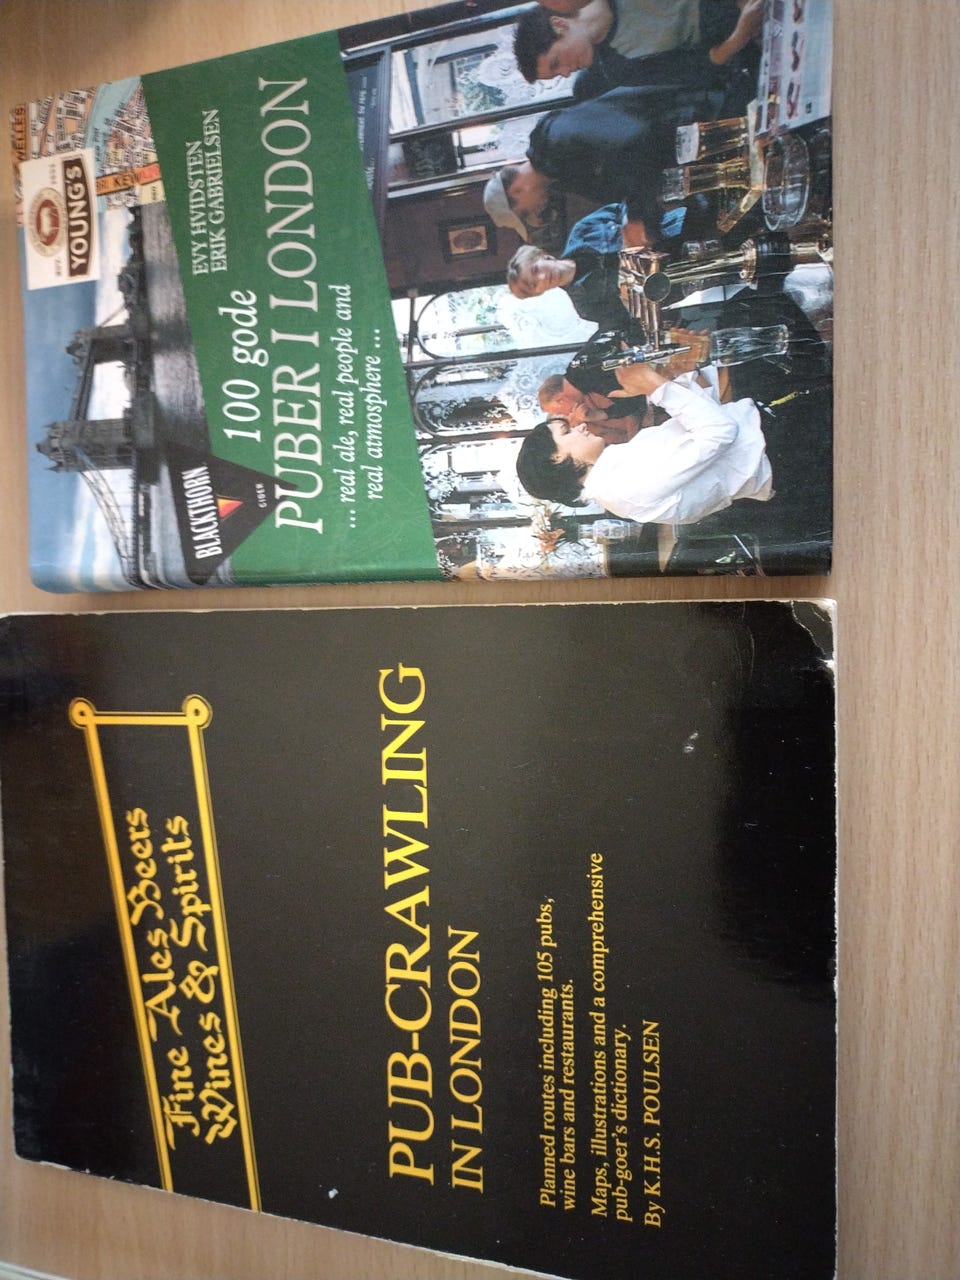 YOUNG'S
EVY HVIDSTEN
ERIK GABRIELSEN
100 gode
PUBER I LONDON
... real ale, real people and
real atmosphere ...
BLACKTHORN
CIDER
Fine Ales Beers
Wines & Spirits
PUB-CRAWLING
IN LONDON
Planned routes including 105 pubs,
wine bars and restaurants.
Maps, illustrations and a comprehensive
pub-goer's dictionary.
By K.H.S. POULSEN